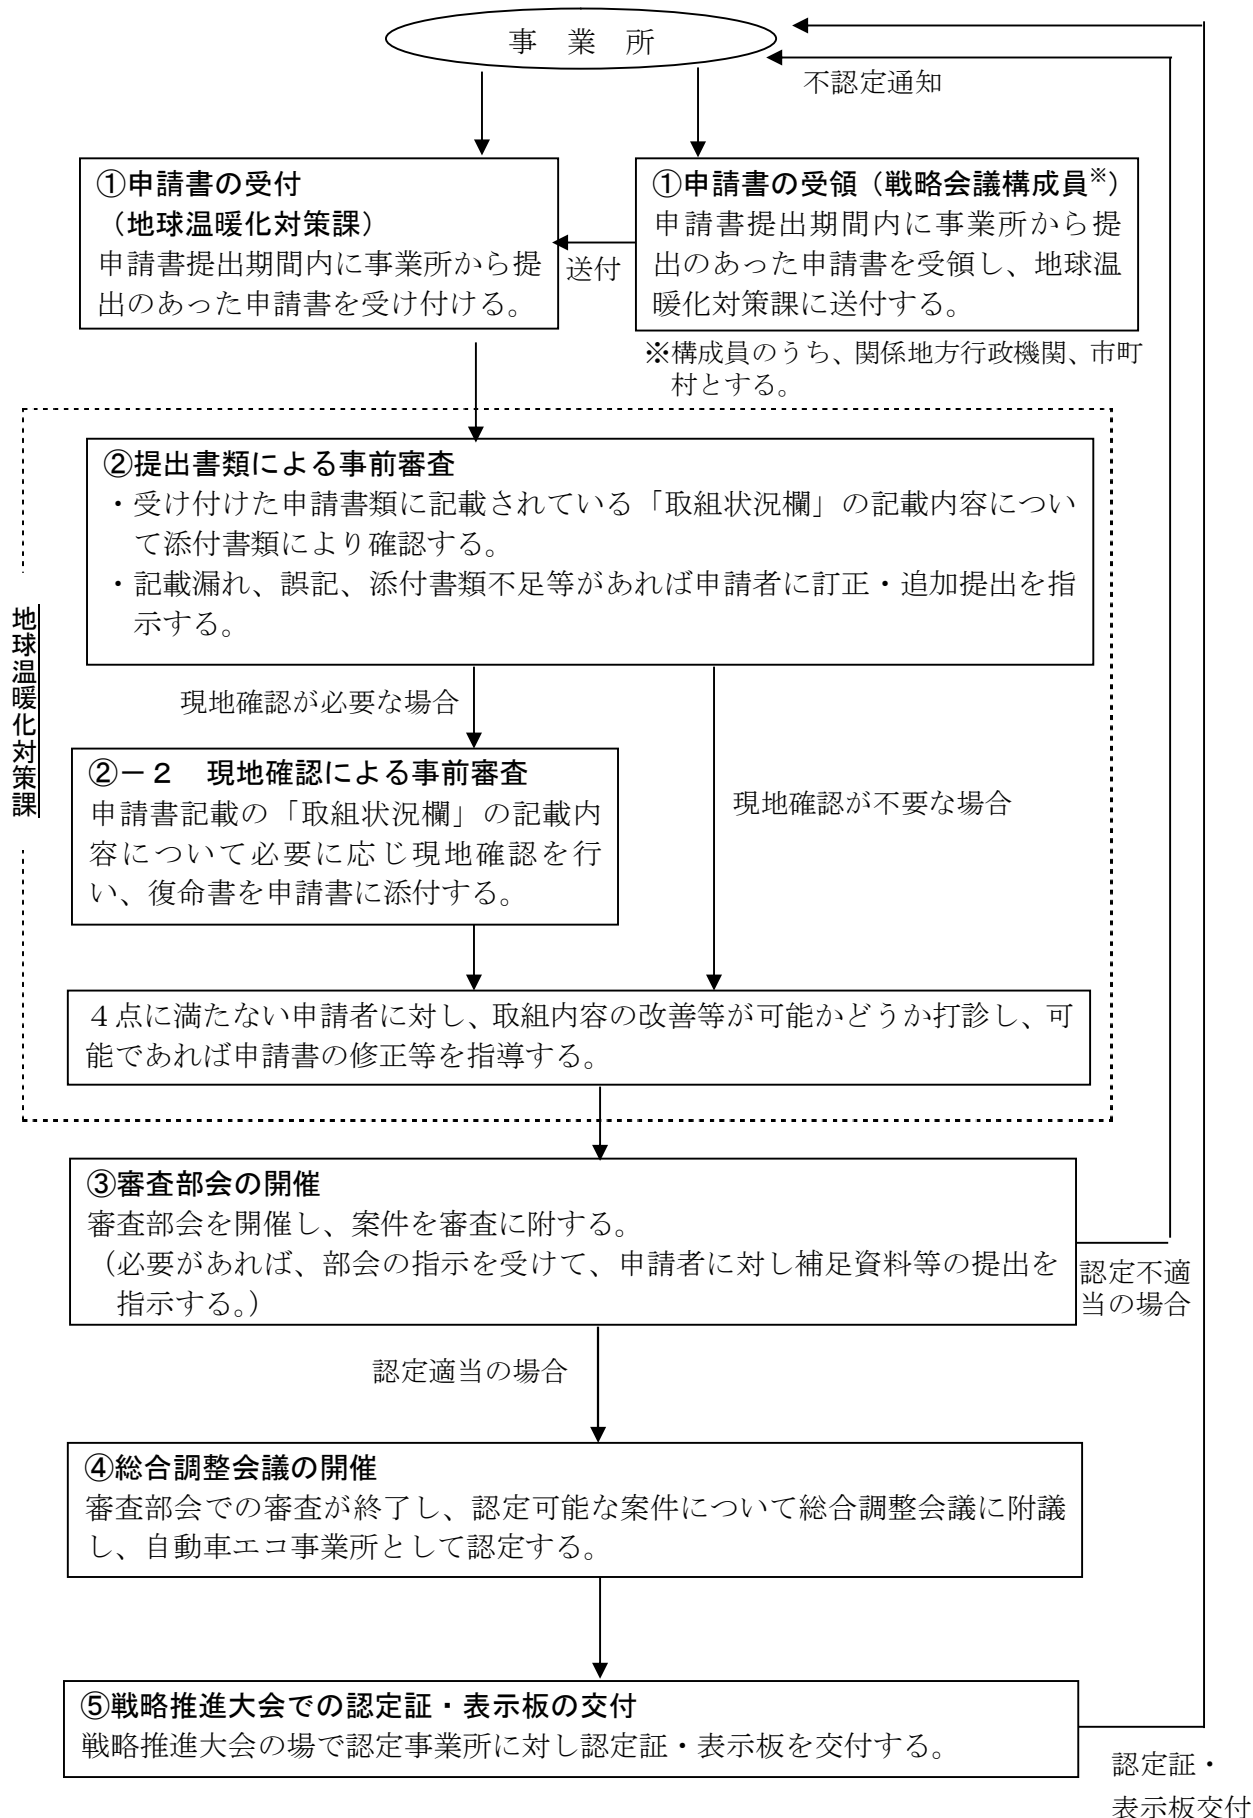 事　業　所
不認定通知
①申請書の受付
（地球温暖化対策課）
申請書提出期間内に事業所から提
出のあった申請書を受け付ける。
送付
①申請書の受領（戦略会議構成員※）
申請書提出期間内に事業所から提
出のあった申請書を受領し、地球温
暖化対策課に送付する。
※構成員のうち、関係地方行政機関、市町
村とする。
地球温暖化対策課
②提出書類による事前審査
・受け付けた申請書類に記載されている「取組状況欄」の記載内容につい
て添付書類により確認する。
・記載漏れ、誤記、添付書類不足等があれば申請者に訂正・追加提出を指
示する。
現地確認が必要な場合
②－２　現地確認による事前審査
申請書記載の「取組状況欄」の記載内
容について必要に応じ現地確認を行
い、復命書を申請書に添付する。
現地確認が不要な場合
４点に満たない申請者に対し、取組内容の改善等が可能かどうか打診し、可
能であれば申請書の修正等を指導する。
③審査部会の開催
審査部会を開催し、案件を審査に附する。
（必要があれば、部会の指示を受けて、申請者に対し補足資料等の提出を
指示する。）
認定不適
当の場合
認定適当の場合
④総合調整会議の開催
審査部会での審査が終了し、認定可能な案件について総合調整会議に附議
し、自動車エコ事業所として認定する。
⑤戦略推進大会での認定証・表示板の交付
戦略推進大会の場で認定事業所に対し認定証・表示板を交付する。
認定証・
表示板交付